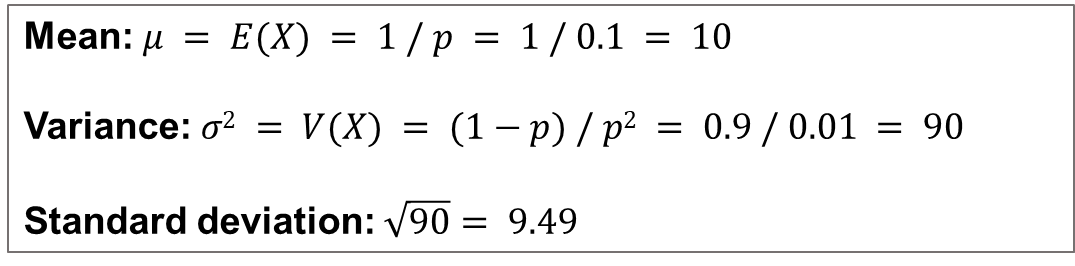 Mean: μ = E(X) = 1 / p = 1 / 0.1 = 10
Variance: σ² = V(X) = (1 − p) / p² = 0.9 / 0.01 = 90
Standard deviation: √90 = 9.49